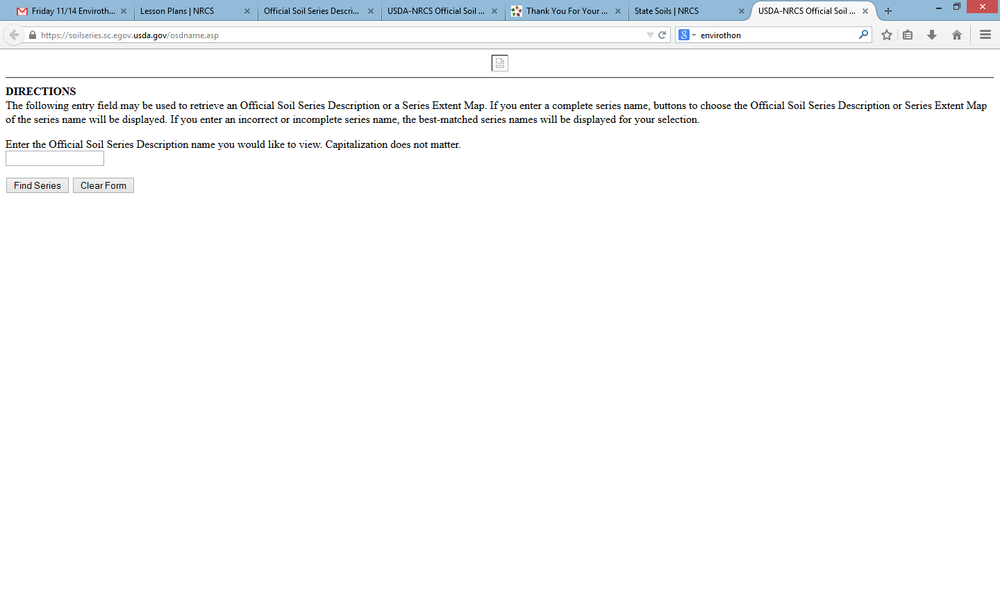 Friday 11/14 Enviroth...
Lesson Plans | NRCS
Official Soil Series Descri...
USDA-NRCS Official Soil ...
Thank You For Your ...
State Soils | NRCS
USDA-NRCS Official Soil ...
https://soilseries.sc.egov.usda.gov/osdname.asp
8
envirothon
DIRECTIONS
The following entry field may be used to retrieve an Official Soil Series Description or a Series Extent Map. If you enter a complete series name, buttons to choose the Official Soil Series Description or Series Extent Map
of the series name will be displayed. If you enter an incorrect or incomplete series name, the best-matched series names will be displayed for your selection.
Enter the Official Soil Series Description name you would like to view. Capitalization does not matter.
Find Series Clear Form